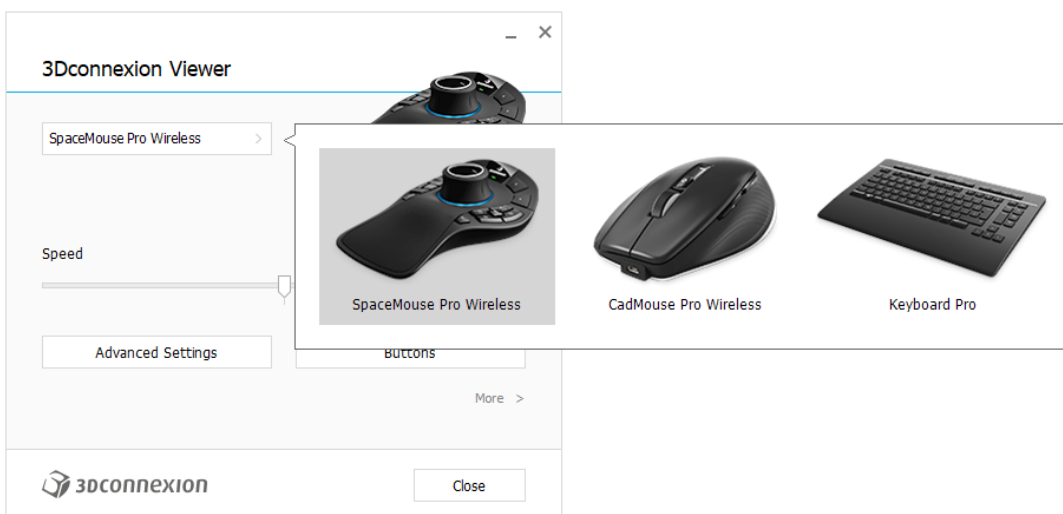 3Dconnexion Viewer
SpaceMouse Pro Wireless
SpaceMouse Pro Wireless
CadMouse Pro Wireless
Keyboard Pro
Speed
Advanced Settings
Buttons
More >
3Dconnexion
Close